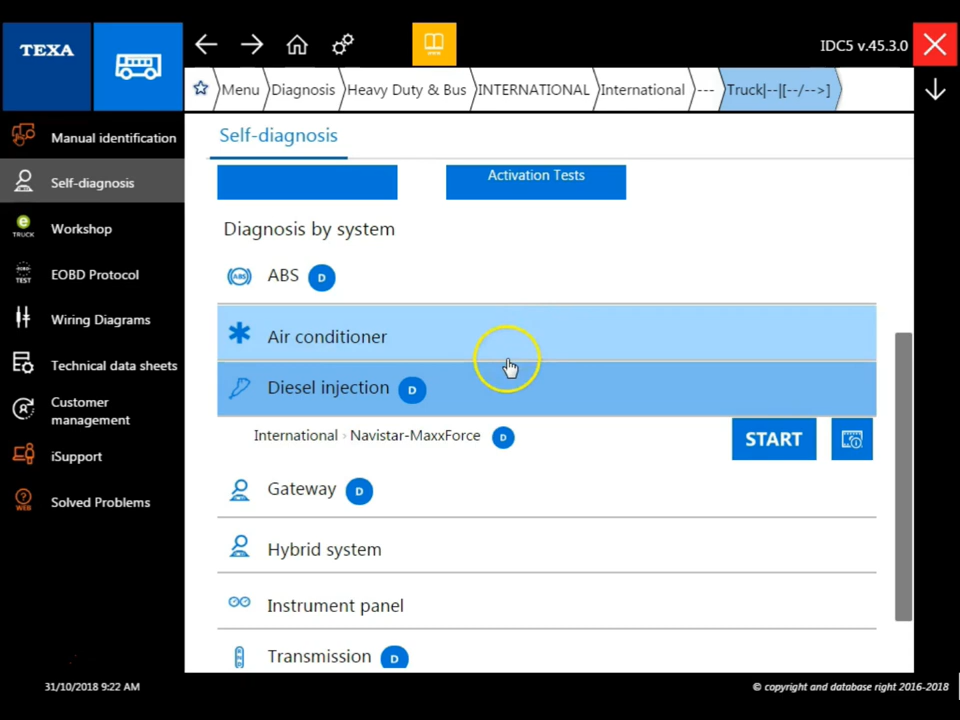 TEXA
IDC5 v.45.3.0
Menu
Diagnosis
Heavy Duty & Bus
INTERNATIONAL
International
---
Truck|--|[--/-->]
Manual identification
Self-diagnosis
Workshop
EOBD Protocol
Wiring Diagrams
Technical data sheets
Customer
management
iSupport
Solved Problems
Self-diagnosis
Activation Tests
Diagnosis by system
ABS D
Air conditioner
Diesel injection D
International › Navistar-MaxxForce D
START
Gateway D
Hybrid system
Instrument panel
Transmission D
31/10/2018 9:22 AM
© copyright and database right 2016-2018